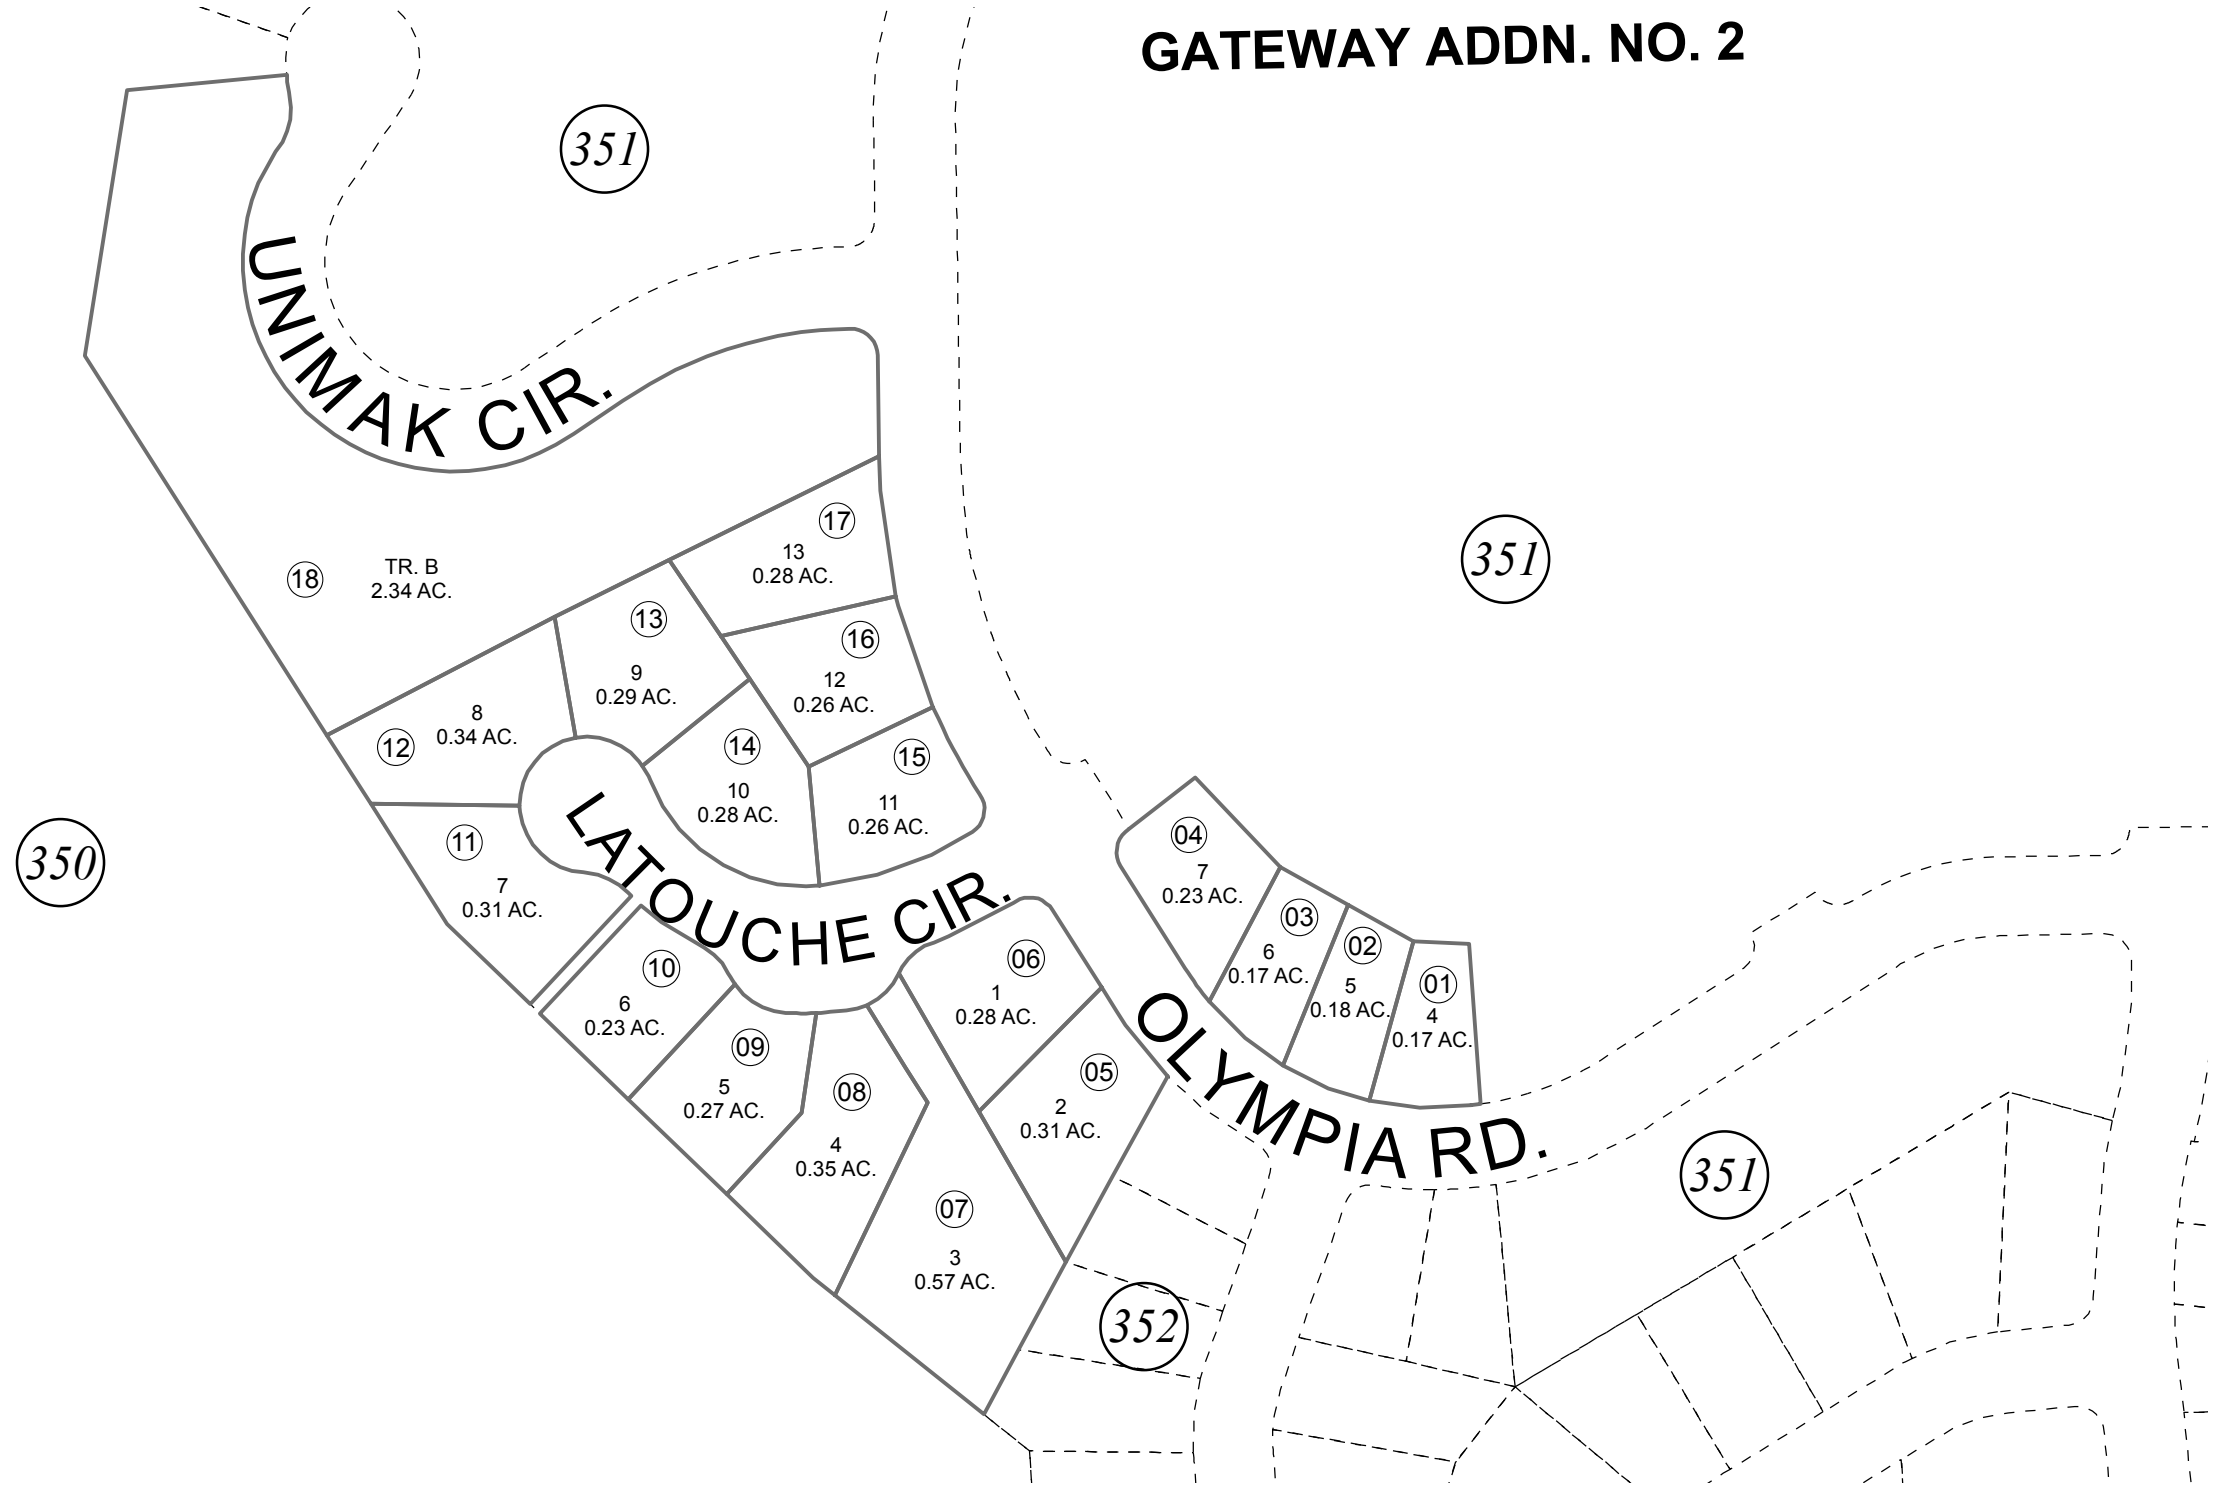 GATEWAY ADDN. NO. 2
351
UNIMAK CIR.
17
13
0.28 AC.
351
18
TR. B
2.34 AC.
13
9
0.29 AC.
16
12
0.26 AC.
12
8
0.34 AC.
14
10
0.28 AC.
15
11
0.26 AC.
350
11
7
0.31 AC.
LATOUCHE CIR.
04
7
0.23 AC.
03
6
0.17 AC.
02
5
0.18 AC.
01
4
0.17 AC.
10
6
0.23 AC.
06
1
0.28 AC.
OLYMPIA RD.
09
5
0.27 AC.
08
4
0.35 AC.
05
2
0.31 AC.
07
3
0.57 AC.
351
352